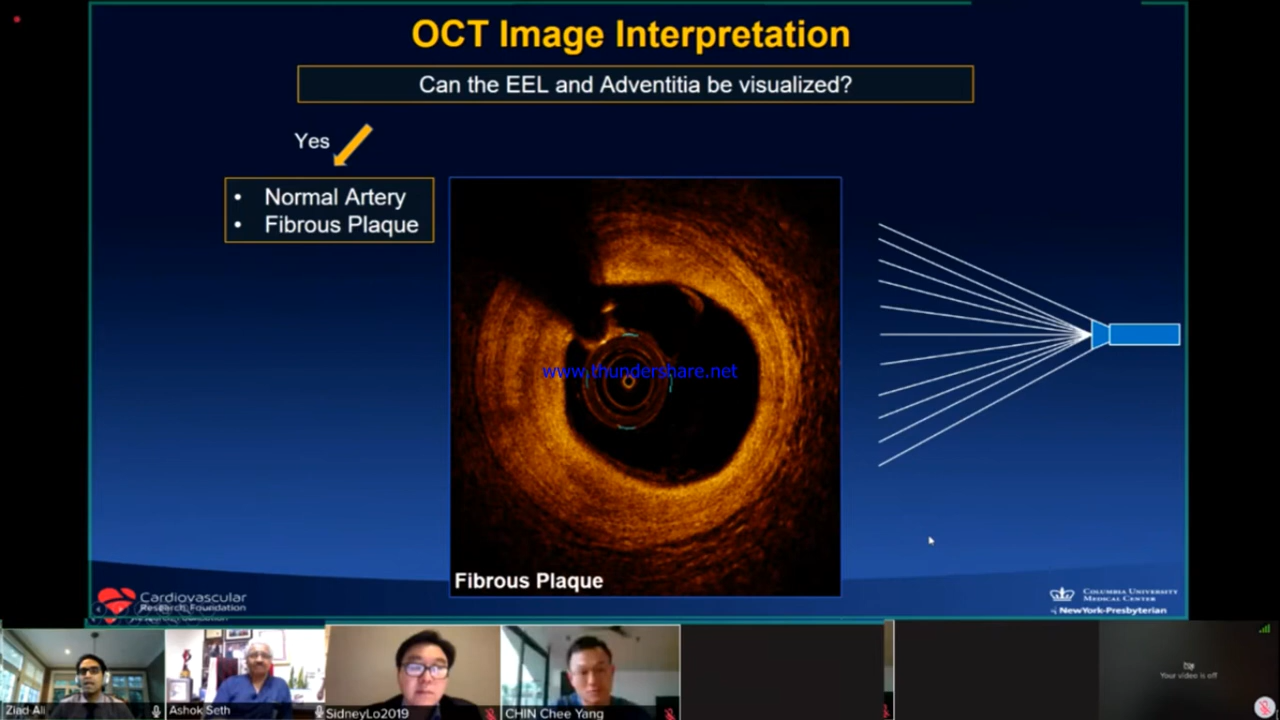 OCT Image Interpretation
Can the EEL and Adventitia be visualized?
Yes
• Normal Artery
• Fibrous Plaque
www.thundershare.net
Fibrous Plaque
Cardiovascular
Research Foundation
COLUMBIA UNIVERSITY
MEDICAL CENTER
NewYork-Presbyterian
Ziad Ali
Ashok Seth
SidneyLo2019
CHIN Chee Yang
Your video is off